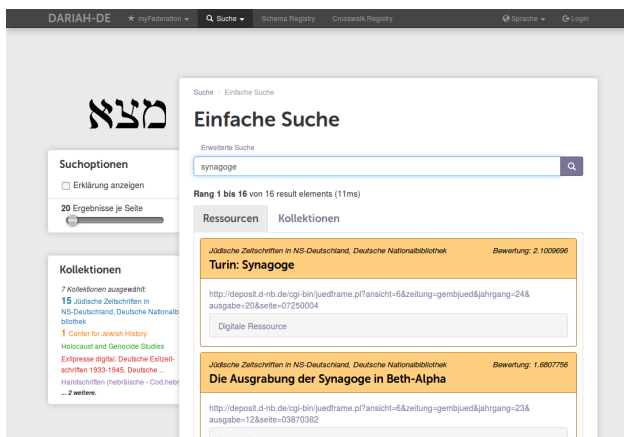 DARIAH-DE ★ myFederation Suche Schema Registry Crosswalk Registry Sprache Login
מצא
Suche / Einfache Suche
Einfache Suche
Erweiterte Suche
synagoge
Rang 1 bis 16 von 16 result elements (11ms)
Ressourcen Kollektionen
Jüdische Zeitschriften in NS-Deutschland, Deutsche Nationalbibliothek Bewertung: 2.1009696
Turin: Synagoge
http://deposit.d-nb.de/cgi-bin/juedframe.pl?ansicht=6&zeitung=gembjued&jahrgang=24&
ausgabe=20&seite=07250004
Digitale Ressource
Jüdische Zeitschriften in NS-Deutschland, Deutsche Nationalbibliothek Bewertung: 1.6807756
Die Ausgrabung der Synagoge in Beth-Alpha
http://deposit.d-nb.de/cgi-bin/juedframe.pl?ansicht=6&zeitung=gembjued&jahrgang=23&
ausgabe=12&seite=03870382
Suchoptionen
Erklärung anzeigen
20 Ergebnisse je Seite
Kollektionen
7 Kollektionen ausgewählt:
15 Jüdische Zeitschriften in
NS-Deutschland, Deutsche Nationalb
bliothek
1 Center for Jewish History
Holocaust and Genocide Studies
Exilpresse digital. Deutsche Exilzeit-
schriften 1933-1945, Deutsche ...
Handschriften (hebräische - Cod.hebr
... 2 weitere.